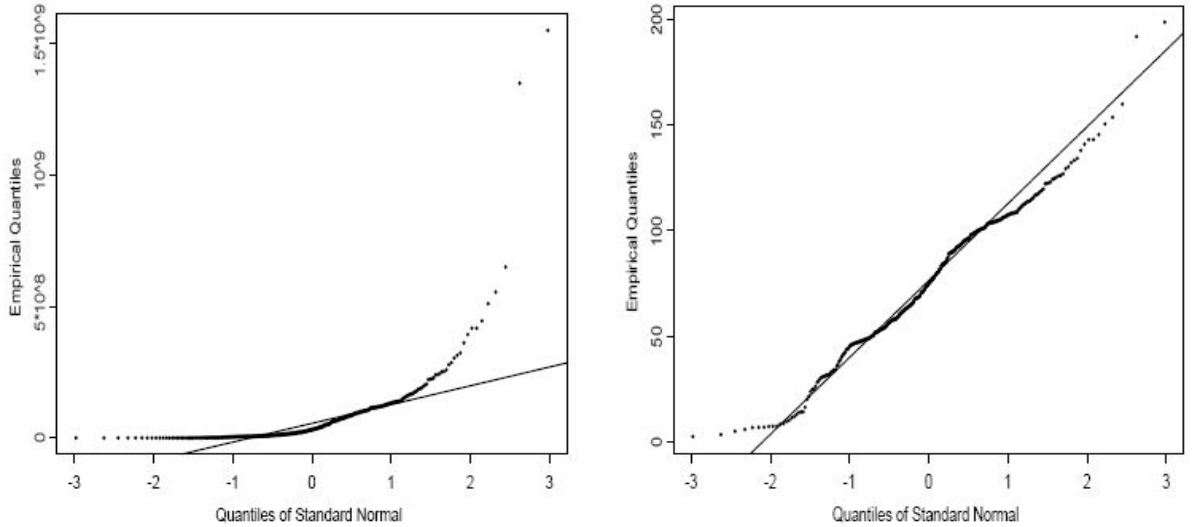 1.5*10^9
10^9
5*10^8
0
Empirical Quantiles
-3 -2 -1 0 1 2 3
Quantiles of Standard Normal
200
150
100
50
0
Empirical Quantiles
-3 -2 -1 0 1 2 3
Quantiles of Standard Normal